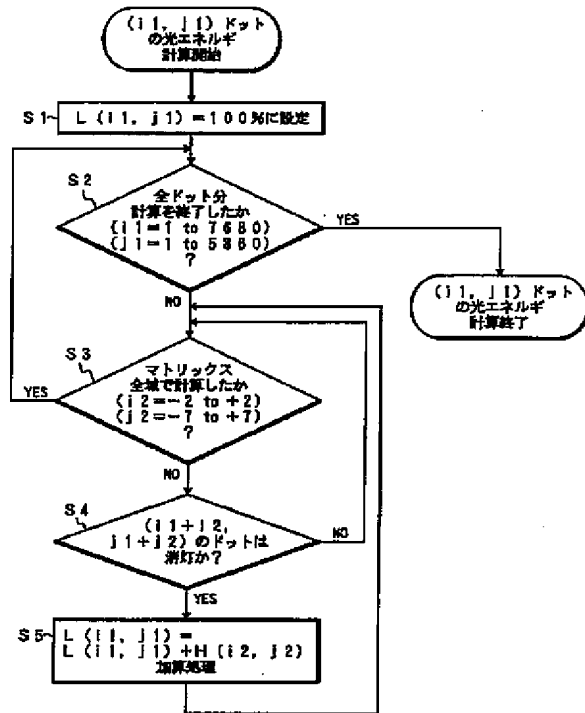 (i1, j1) ドット
の光エネルギ
計算開始
S1
L (i1, j1) =100%に設定
S2
全ドット分
計算を終了したか
(i1=1 to 7680)
(j1=1 to 5860)
?
YES
NO
(i1, j1) ドット
の光エネルギ
計算終了
S3
マトリックス
全域で計算したか
(i2=-2 to +2)
(j2=-7 to +7)
?
YES
NO
S4
(i1+i2,
j1+j2) のドットは
消灯か?
NO
YES
S5
L (i1, j1) =
L (i1, j1) +H (i2, j2)
加算処理